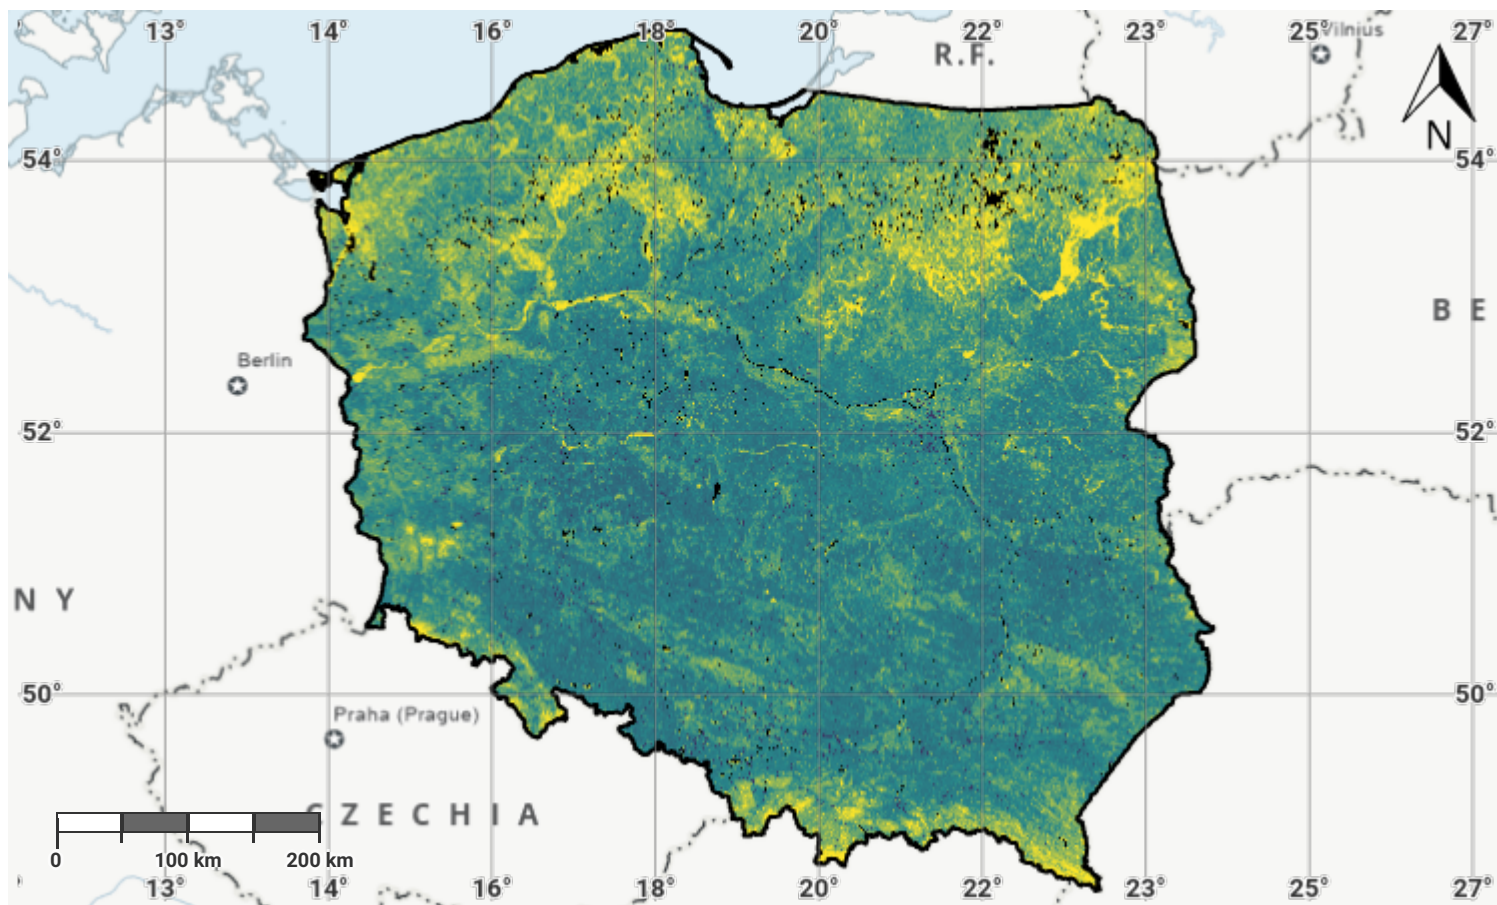 13° 14° 16° 18° 20° 22° 23° 25° 27°
Vilnius
R.F.
N
54° 54°
B E
Berlin
52° 52°
N Y
50° 50°
Praha (Prague)
C Z E C H I A
0 100 km 200 km
13° 14° 16° 18° 20° 22° 23° 25° 27°